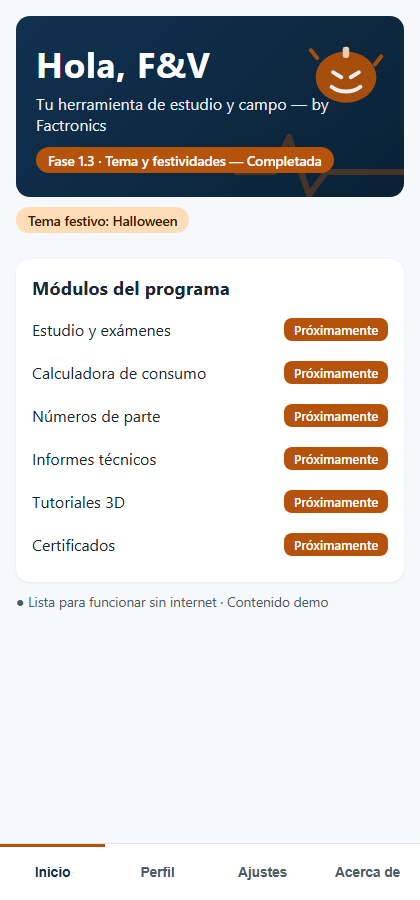 Hola, F&V
Tu herramienta de estudio y campo — by
Factronics
Fase 1.3 · Tema y festividades — Completada
Tema festivo: Halloween
Módulos del programa
Estudio y exámenes Próximamente
Calculadora de consumo Próximamente
Números de parte Próximamente
Informes técnicos Próximamente
Tutoriales 3D Próximamente
Certificados Próximamente
● Lista para funcionar sin internet · Contenido demo
Inicio Perfil Ajustes Acerca de